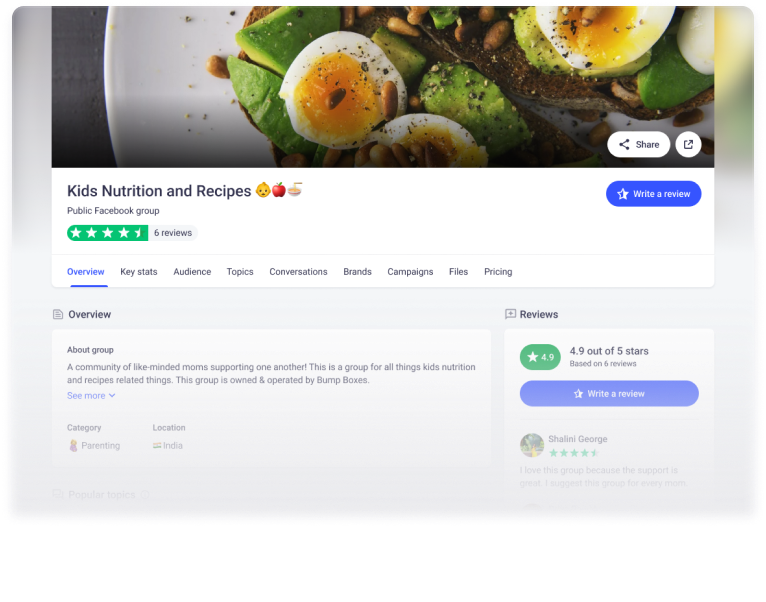 Share
Kids Nutrition and Recipes
Write a review
Public Facebook group
6 reviews
Overview Key stats Audience Topics Conversations Brands Campaigns Files Pricing
Overview
About group
A community of like-minded moms supporting one another! This is a group for all things kids nutrition
and recipes related things. This group is owned & operated by Bump Boxes.
See more
Category Location
Parenting India
Popular topics
Reviews
4.9
4.9 out of 5 stars
Based on 6 reviews
Write a review
Shalini George
I love this group because the support is
great. I suggest this group for every mom.